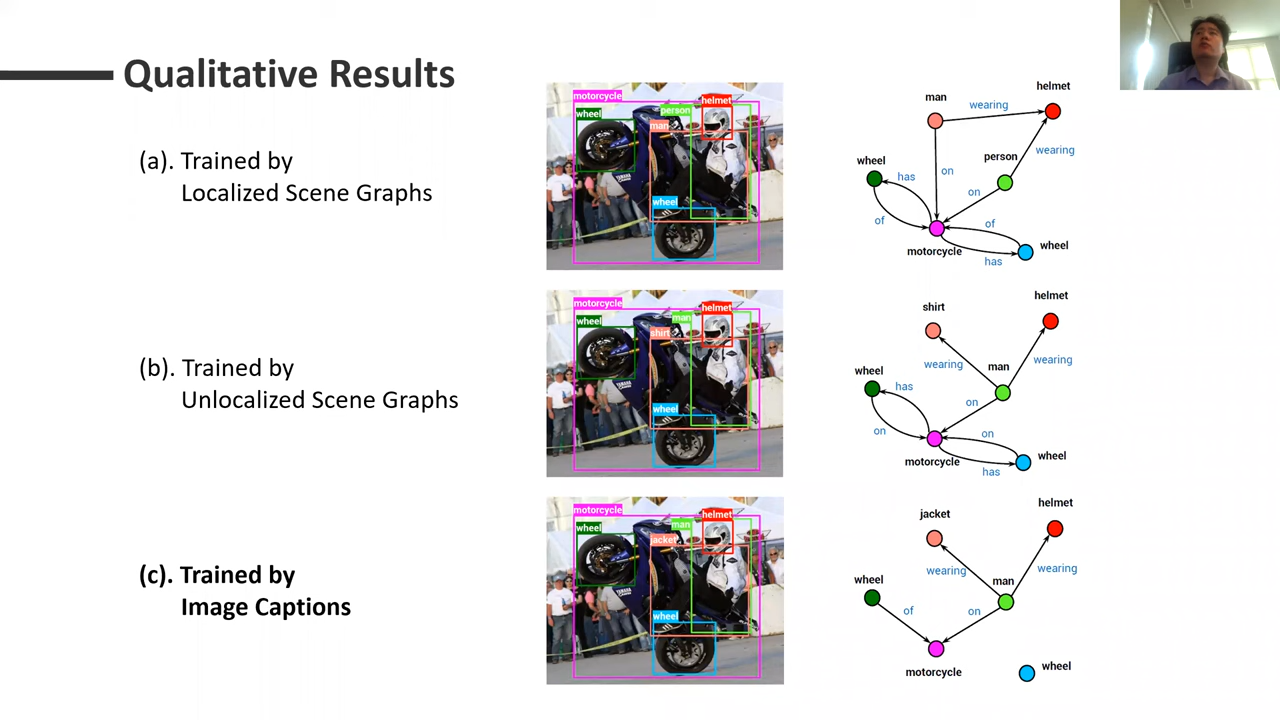 Qualitative Results
(a). Trained by
Localized Scene Graphs
motorcycle
wheel
person
man
helmet
wheel
YAMAHA
man
helmet
wearing
person
wearing
wheel
has
on
on
of
of
motorcycle
wheel
has
(b). Trained by
Unlocalized Scene Graphs
motorcycle
wheel
man
shirt
helmet
wheel
YAMAHA
shirt
helmet
wearing
man
wearing
wheel
has
on
on
on
motorcycle
wheel
has
(c). Trained by
Image Captions
motorcycle
wheel
man
jacket
helmet
wheel
YAMAHA
jacket
helmet
wearing
man
wearing
wheel
of
on
motorcycle
wheel